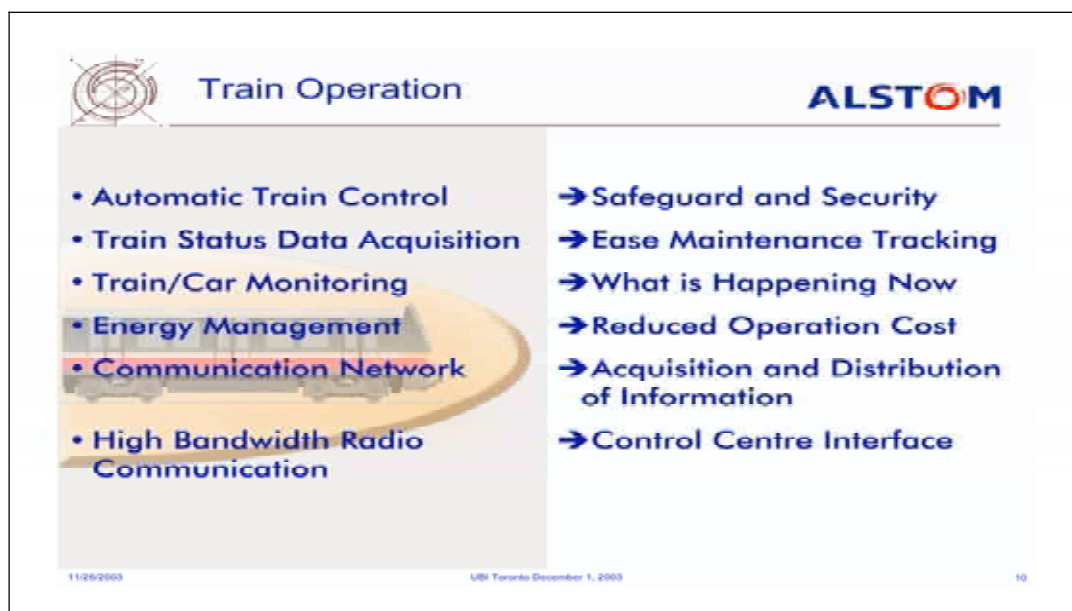 Train Operation
ALSTOM
• Automatic Train Control
➔ Safeguard and Security
• Train Status Data Acquisition
➔ Ease Maintenance Tracking
• Train/Car Monitoring
➔ What is Happening Now
• Energy Management
➔ Reduced Operation Cost
• Communication Network
➔ Acquisition and Distribution
of Information
• High Bandwidth Radio
Communication
➔ Control Centre Interface
11/26/2003
UBI Toronto December 1, 2003
10